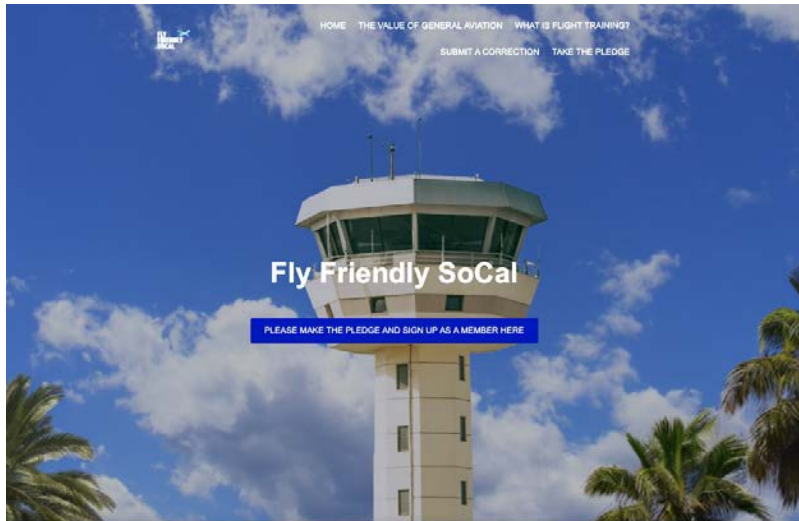 FLY
FRIENDLY
SOCAL
HOME THE VALUE OF GENERAL AVIATION WHAT IS FLIGHT TRAINING?
SUBMIT A CORRECTION TAKE THE PLEDGE
Fly Friendly SoCal
PLEASE MAKE THE PLEDGE AND SIGN UP AS A MEMBER HERE